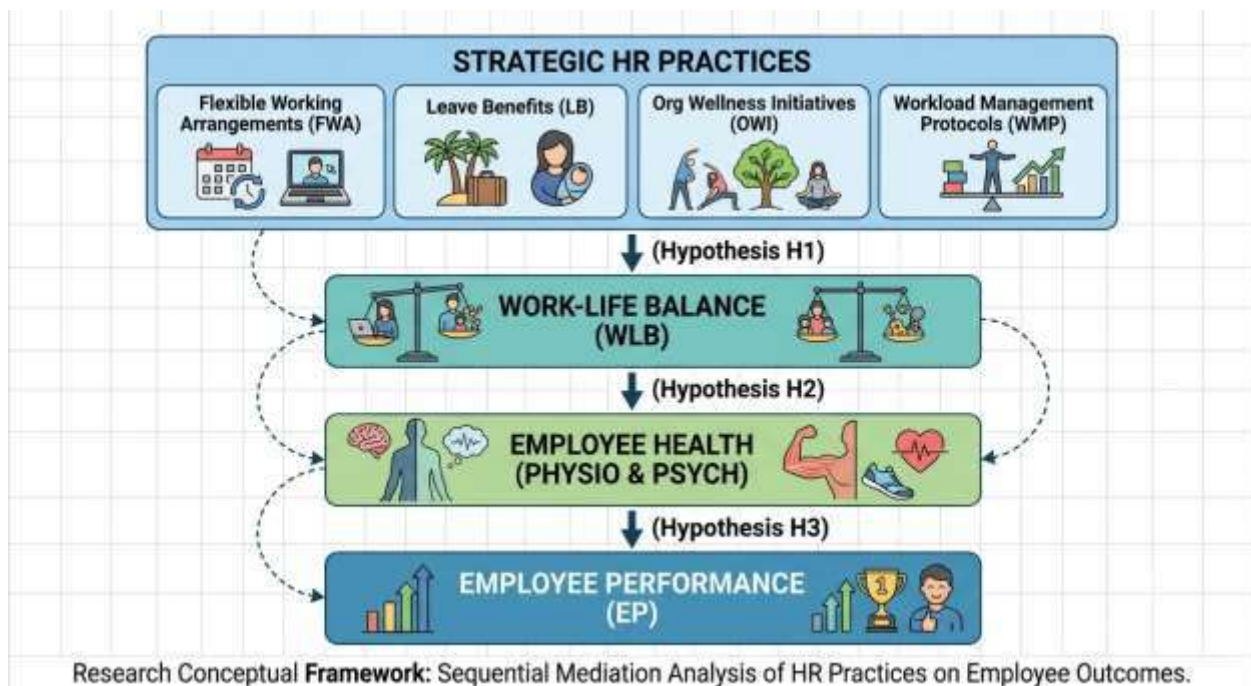 STRATEGIC HR PRACTICES
Flexible Working
Arrangements (FWA)
Leave Benefits (LB)
Org Wellness Initiatives
(OWI)
Workload Management
Protocols (WMP)
(Hypothesis H1)
WORK-LIFE BALANCE
(WLB)
(Hypothesis H2)
EMPLOYEE HEALTH
(PHYSIO & PSYCH)
(Hypothesis H3)
EMPLOYEE PERFORMANCE
(EP)
1
Research Conceptual Framework: Sequential Mediation Analysis of HR Practices on Employee Outcomes.